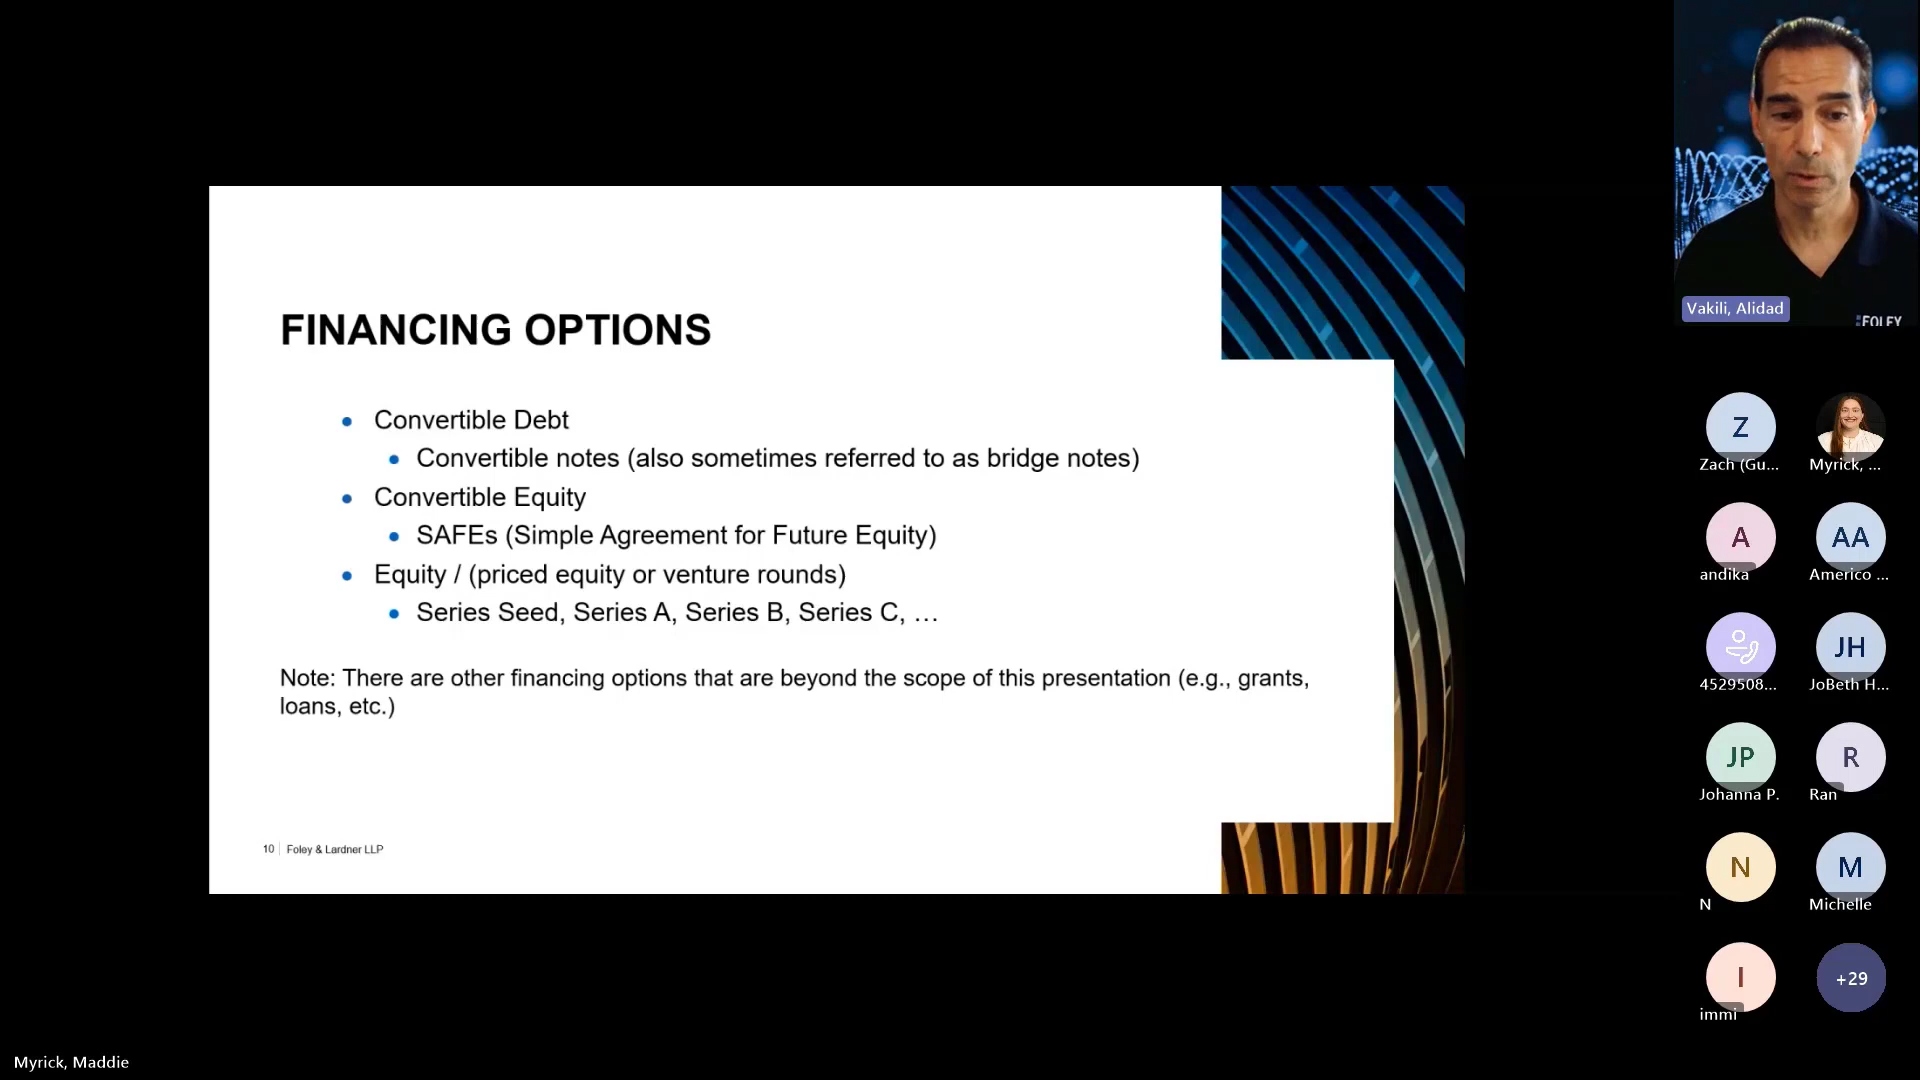 FINANCING OPTIONS
Convertible Debt
Convertible notes (also sometimes referred to as bridge notes)
Convertible Equity
SAFEs (Simple Agreement for Future Equity)
Equity / (priced equity or venture rounds)
Series Seed, Series A, Series B, Series C, …
Note: There are other financing options that are beyond the scope of this presentation (e.g., grants,
loans, etc.)
10 Foley & Lardner LLP
Vakili, Alidad
FOLEY
Z
Zach (Gu...
Myrick, ...
A
andika
AA
Americo ...
4529508...
JH
JoBeth H...
JP
Johanna P.
R
Ran
N
N
M
Michelle
I
immi
+29
Myrick, Maddie